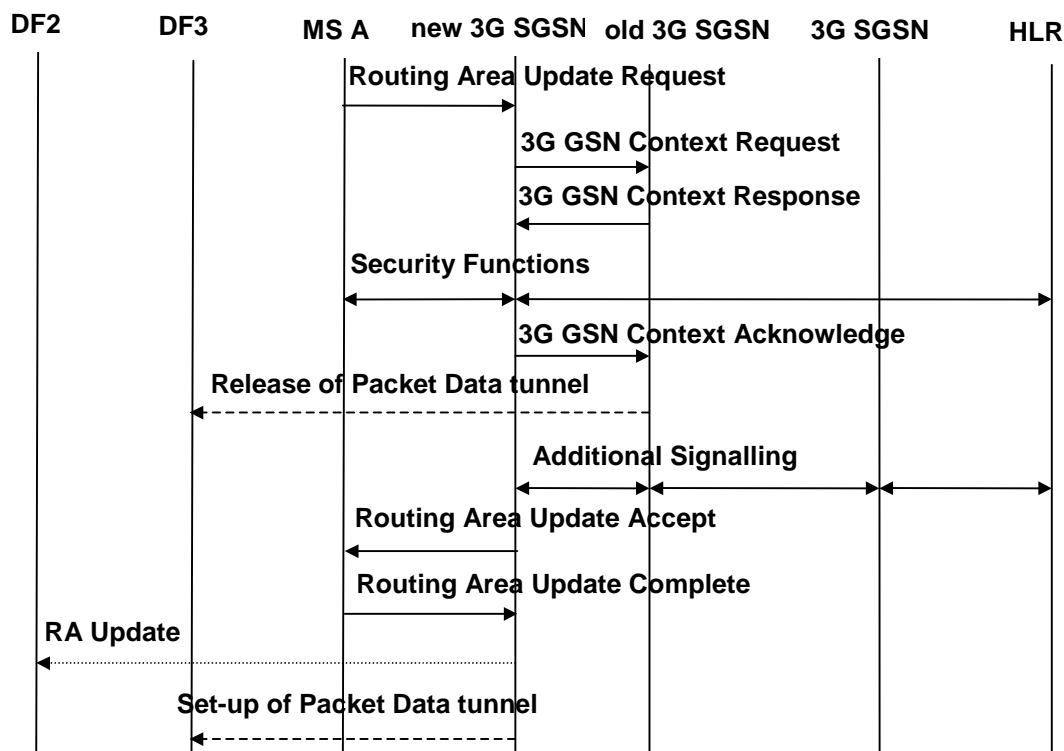 DF2 DF3 MS A new 3G SGSN old 3G SGSN 3G SGSN HLR
Routing Area Update Request
3G GSN Context Request
3G GSN Context Response
Security Functions
3G GSN Context Acknowledge
Release of Packet Data tunnel
Additional Signalling
Routing Area Update Accept
Routing Area Update Complete
RA Update
Set-up of Packet Data tunnel